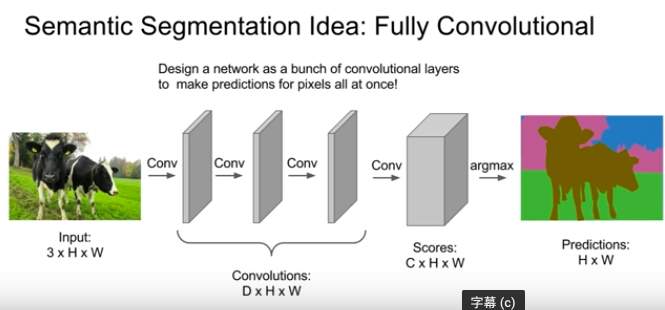 Semantic Segmentation Idea: Fully Convolutional
Design a network as a bunch of convolutional layers
to make predictions for pixels all at once!
Conv
Conv
Conv
Conv
argmax
Input:
3 x H x W
Convolutions:
D x H x W
Scores:
C x H x W
Predictions:
H x W
字幕 (c)